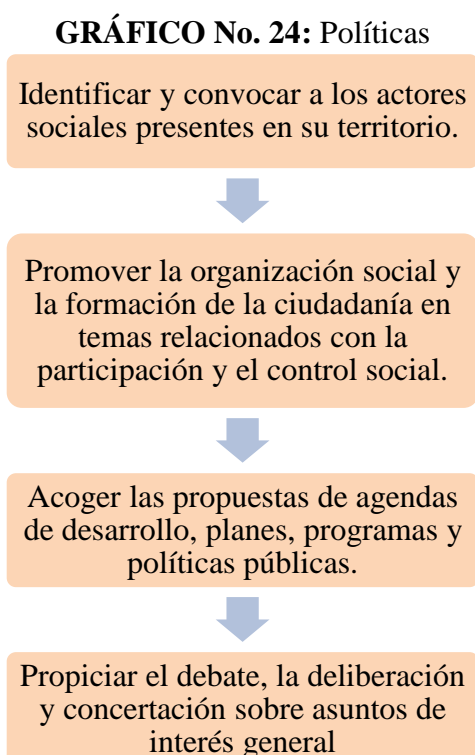 GRÁFICO No. 24: Políticas
Identificar y convocar a los actores
sociales presentes en su territorio.
Promover la organización social y
la formación de la ciudadanía en
temas relacionados con la
participación y el control social.
Acoger las propuestas de agendas
de desarrollo, planes, programas y
políticas públicas.
Propiciar el debate, la deliberación
y concertación sobre asuntos de
interés general